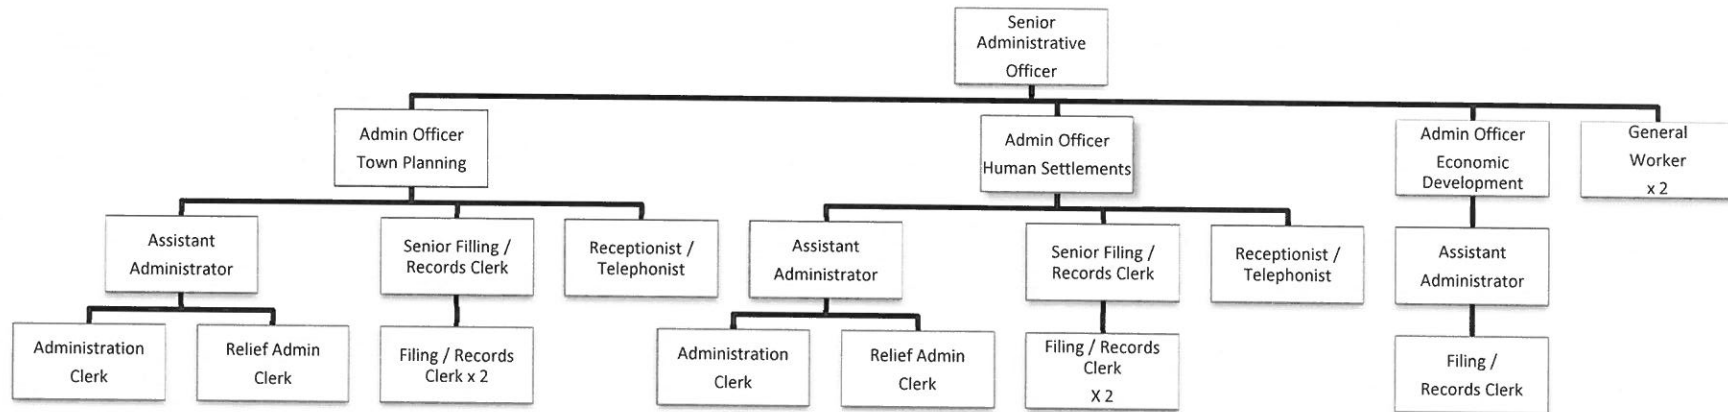 Senior
Administrative
Officer
Admin Officer
Town Planning
Admin Officer
Human Settlements
Admin Officer
Economic
Development
General
Worker
x 2
Assistant
Administrator
Senior Filling /
Records Clerk
Receptionist /
Telephonist
Assistant
Administrator
Senior Filling /
Records Clerk
Receptionist /
Telephonist
Assistant
Administrator
Administration
Clerk
Relief Admin
Clerk
Filing / Records
Clerk x 2
Administration
Clerk
Relief Admin
Clerk
Filing / Records
Clerk
X 2
Filing /
Records Clerk